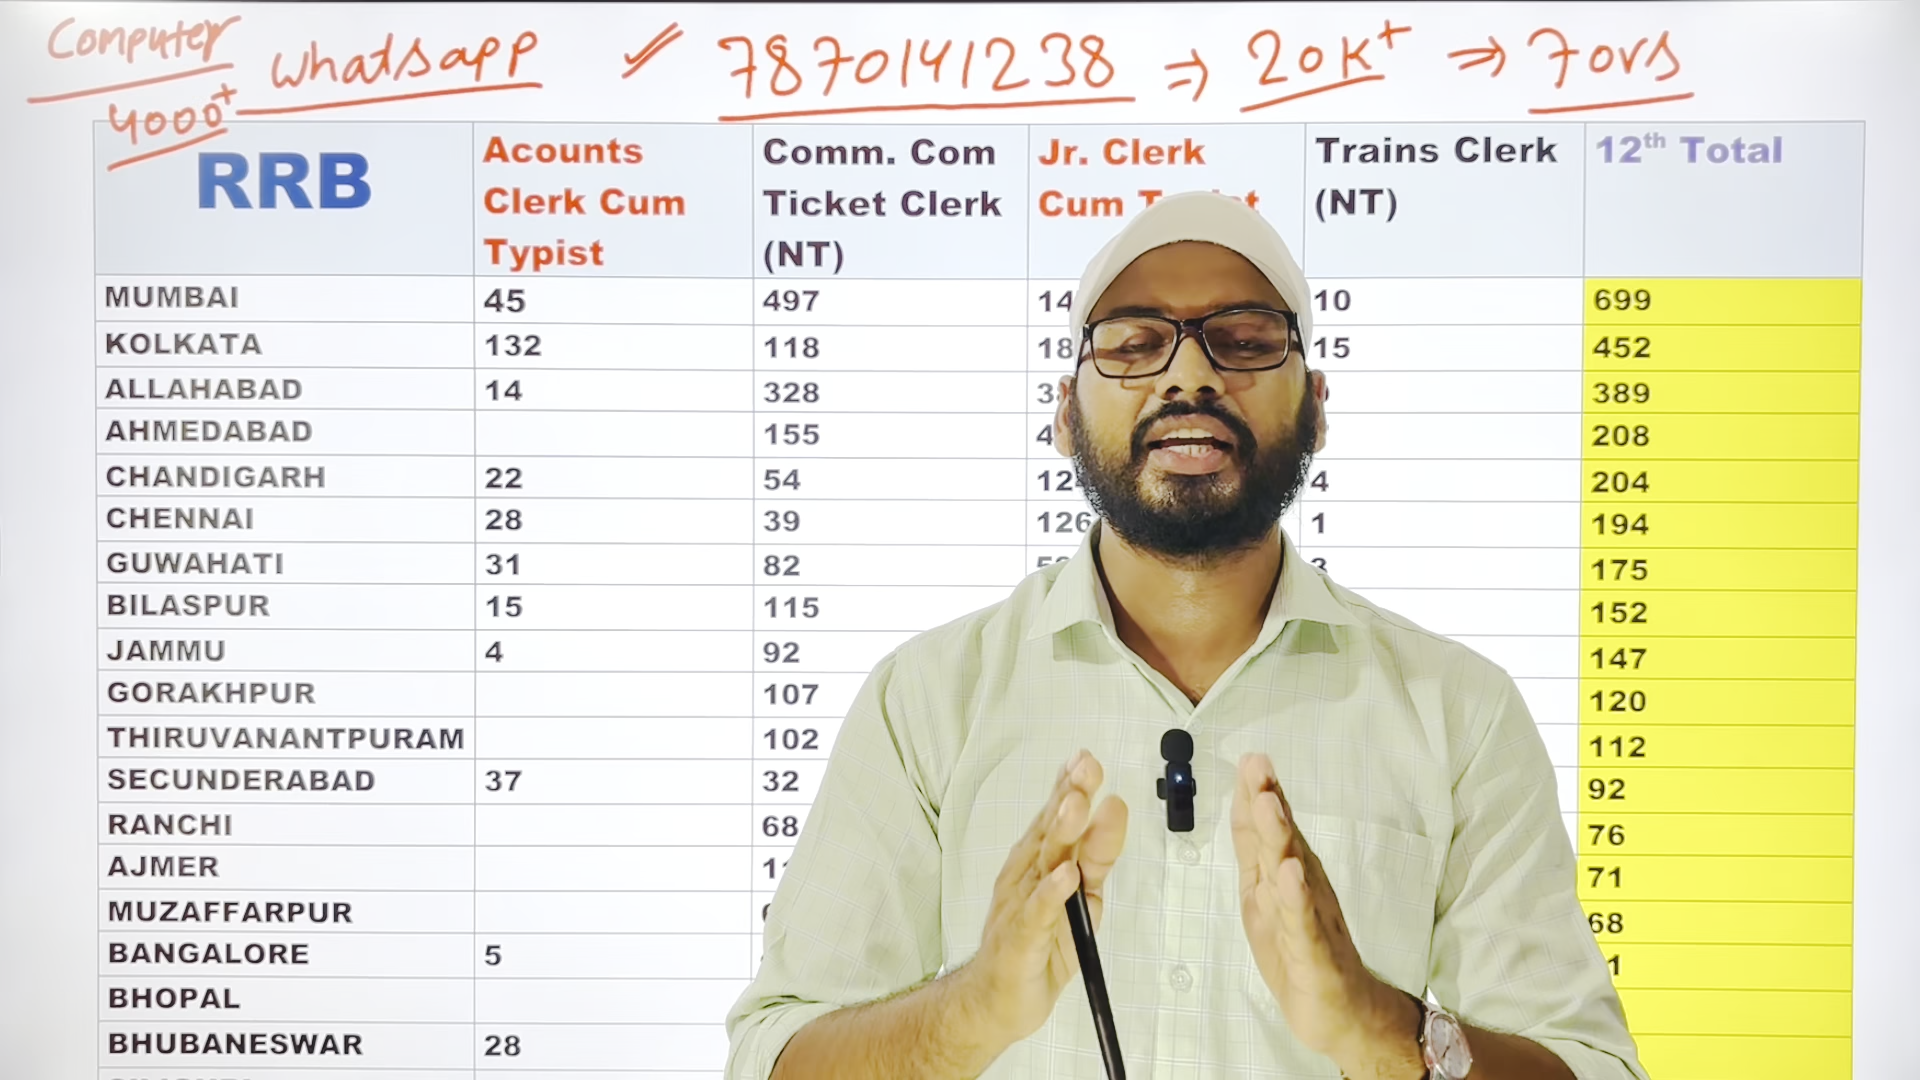 Computer
4000+ whatsapp 7870141238 ⇒ 20K+ ⇒ 70rs
RRB Acounts Clerk Cum Typist Comm. Com Ticket Clerk (NT) Jr. Clerk Cum Trains Clerk (NT) 12th Total
MUMBAI 45 497 10 699
KOLKATA 132 118 15 452
ALLAHABAD 14 328 389
AHMEDABAD 155 208
CHANDIGARH 22 54 4 204
CHENNAI 28 39 126 1 194
GUWAHATI 31 82 175
BILASPUR 15 115 152
JAMMU 4 92 147
GORAKHPUR 107 120
THIRUVANANTPURAM 102 112
SECUNDERABAD 37 32 92
RANCHI 68 76
AJMER 71
MUZAFFARPUR 68
BANGALORE 5
BHOPAL
BHUBANESWAR 28